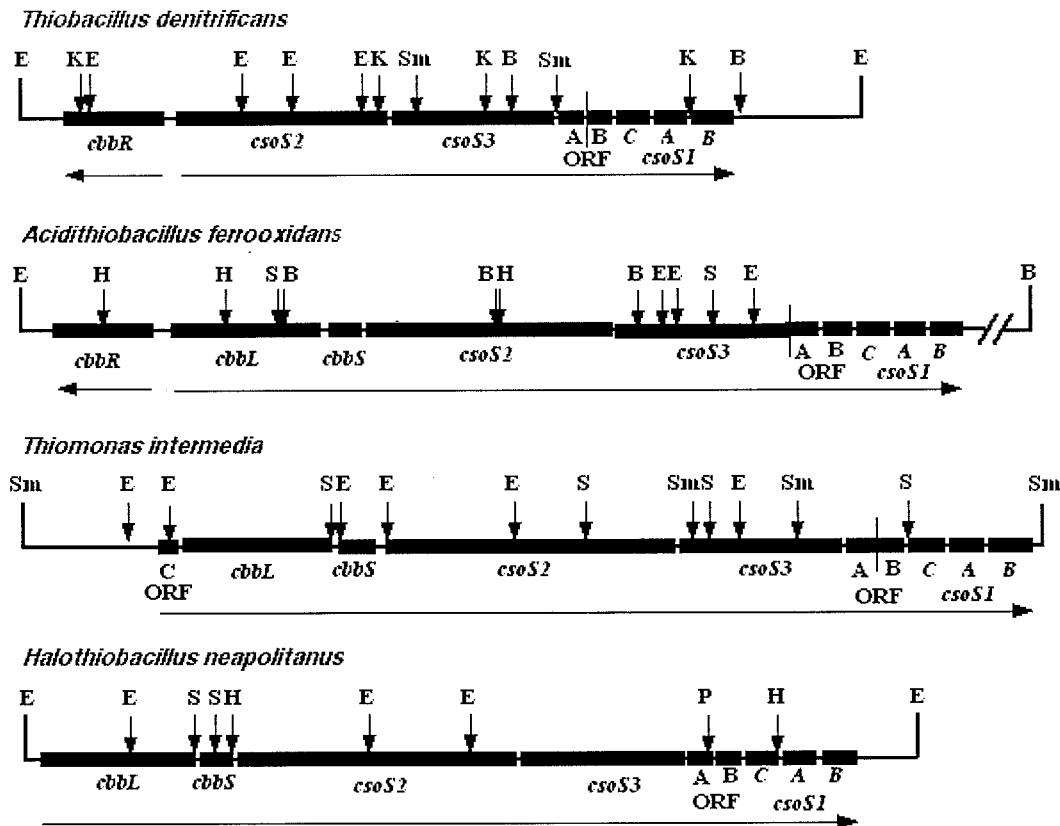 Thiobacillus denitrificans
E K E E E E K Sm K B Sm K B E
cbbR csoS2 csoS3 A B C A B
ORF csoS1
Acidithiobacillus ferrooxidans
E H H S B B H B E E S E B
cbbR cbbL cbbS csoS2 csoS3 A B C A B
ORF csoS1
Thiomonas intermedia
Sm E E S E E E S Sm S E Sm S Sm
C cbbL cbbS csoS2 csoS3 A B C A B
ORF ORF csoS1
Halothiobacillus neapolitanus
E E S S H E E P H E
cbbL cbbS csoS2 csoS3 A B C A B
ORF csoS1